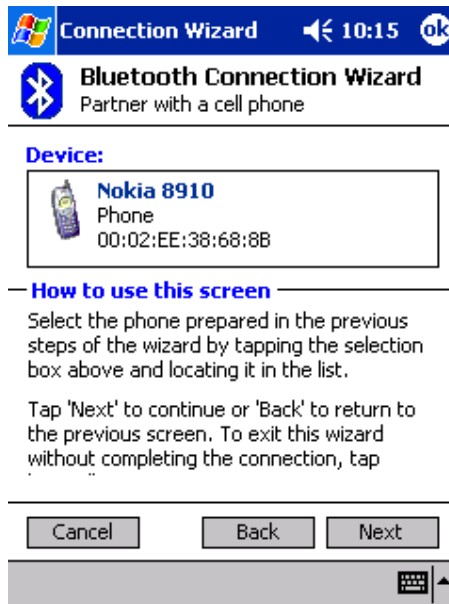 Connection Wizard 10:15 ok
Bluetooth Connection Wizard
Partner with a cell phone
Device:
Nokia 8910
Phone
00:02:EE:38:68:8B
How to use this screen
Select the phone prepared in the previous
steps of the wizard by tapping the selection
box above and locating it in the list.
Tap 'Next' to continue or 'Back' to return to
the previous screen. To exit this wizard
without completing the connection, tap
Cancel Back Next